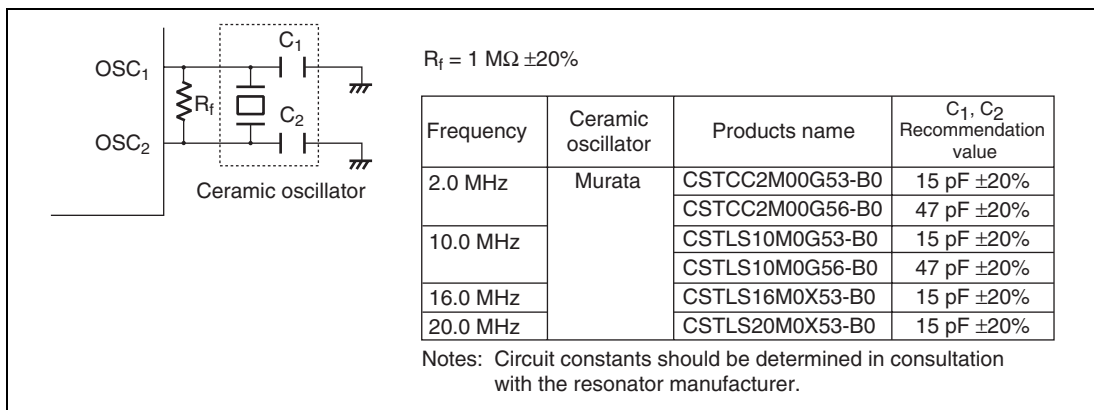 C1
OSC1
Rf
C2
OSC2
Ceramic oscillator
Rf = 1 MΩ ±20%
Frequency Ceramic oscillator Products name C1, C2 Recommendation value
2.0 MHz Murata CSTCC2M00G53-B0 15 pF ±20%
CSTCC2M00G56-B0 47 pF ±20%
10.0 MHz CSTLS10M0G53-B0 15 pF ±20%
CSTLS10M0G56-B0 47 pF ±20%
16.0 MHz CSTLS16M0X53-B0 15 pF ±20%
20.0 MHz CSTLS20M0X53-B0 15 pF ±20%
Notes: Circuit constants should be determined in consultation
with the resonator manufacturer.